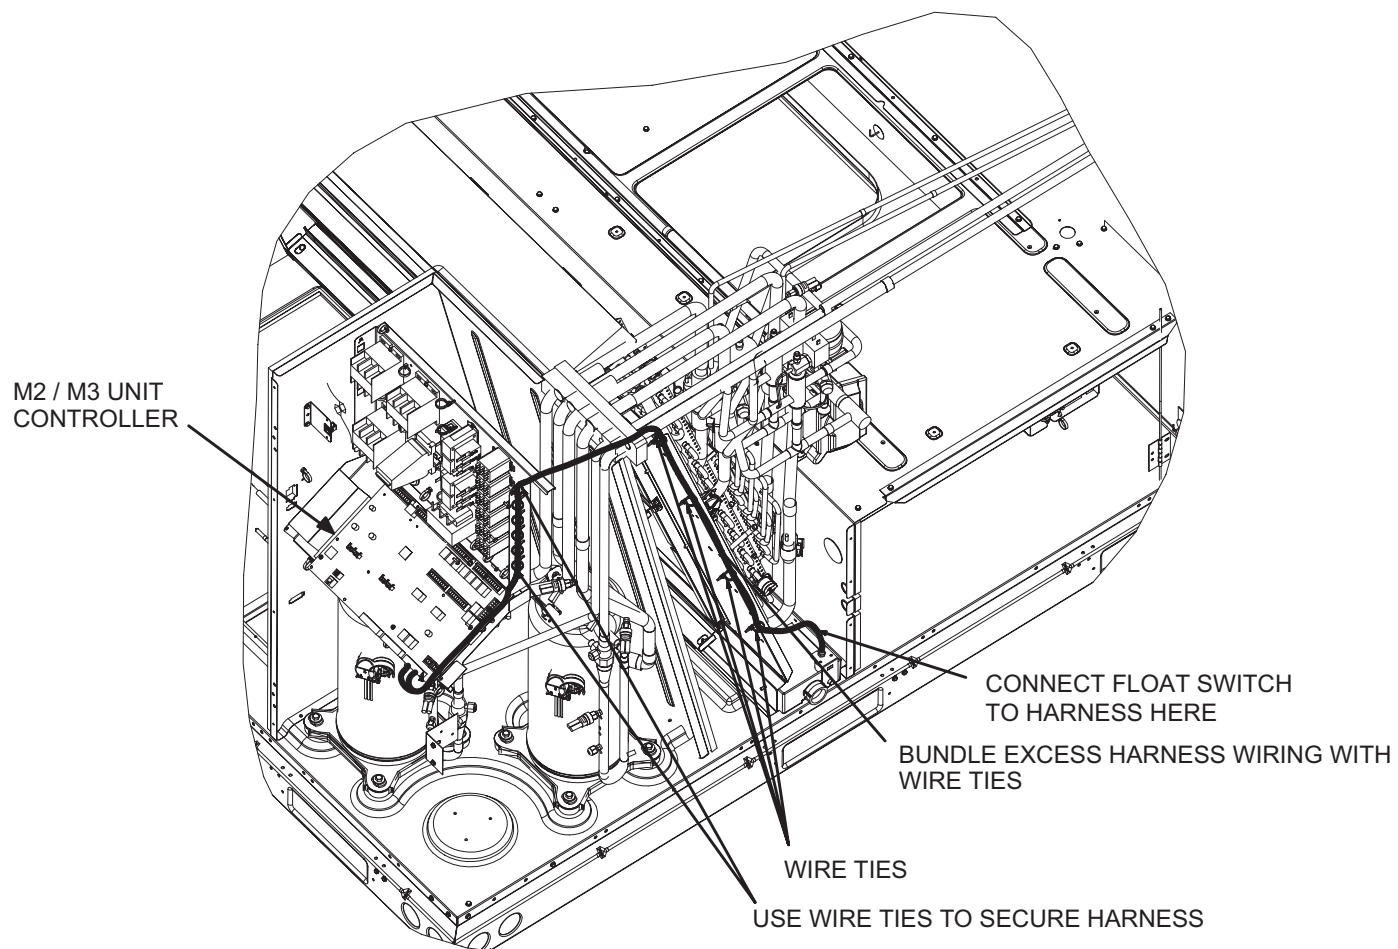 M2 / M3 UNIT
CONTROLLER
CONNECT FLOAT SWITCH
TO HARNESS HERE
BUNDLE EXCESS HARNESS WIRING WITH
WIRE TIES
WIRE TIES
USE WIRE TIES TO SECURE HARNESS